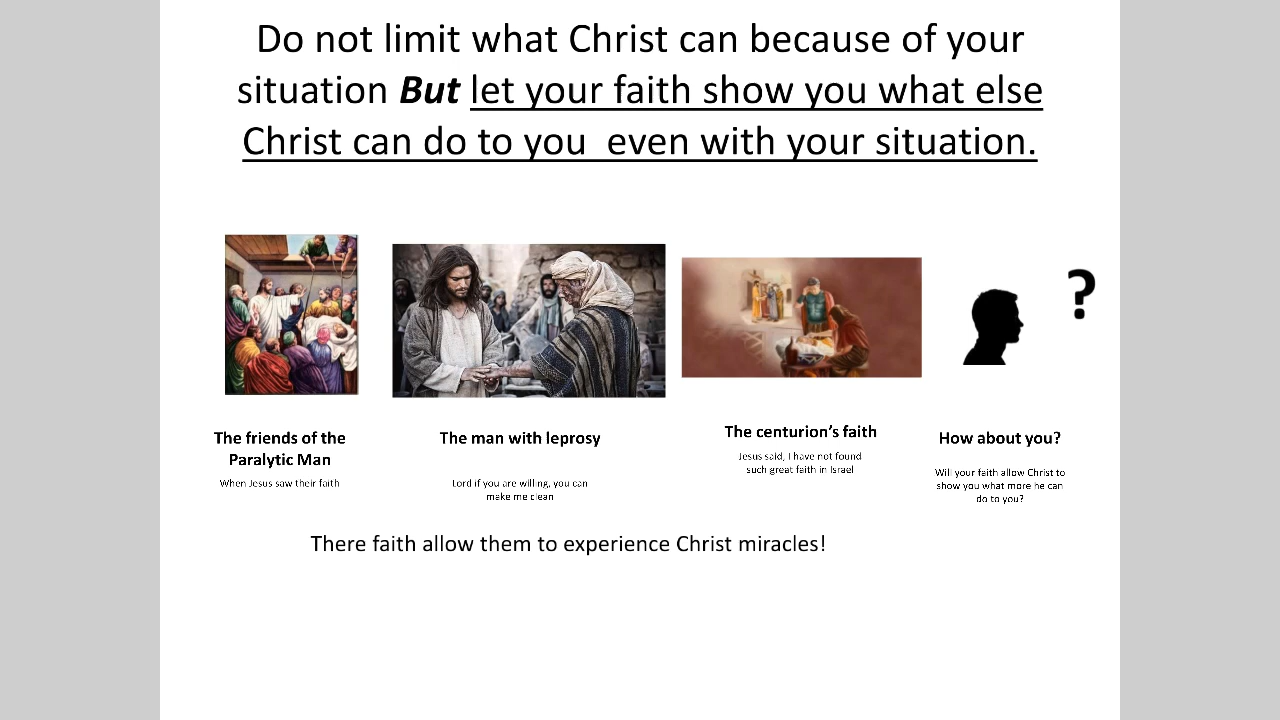 Do not limit what Christ can because of your
situation But let your faith show you what else
Christ can do to you  even with your situation.
?
The friends of the
Paralytic Man
When Jesus saw their faith
The man with leprosy
Lord if you are willing, you can
make me clean
The centurion's faith
Jesus said, I have not found
such great faith in Israel
How about you?
Will your faith allow Christ to
show you what more he can
do to you?
There faith allow them to experience Christ miracles!